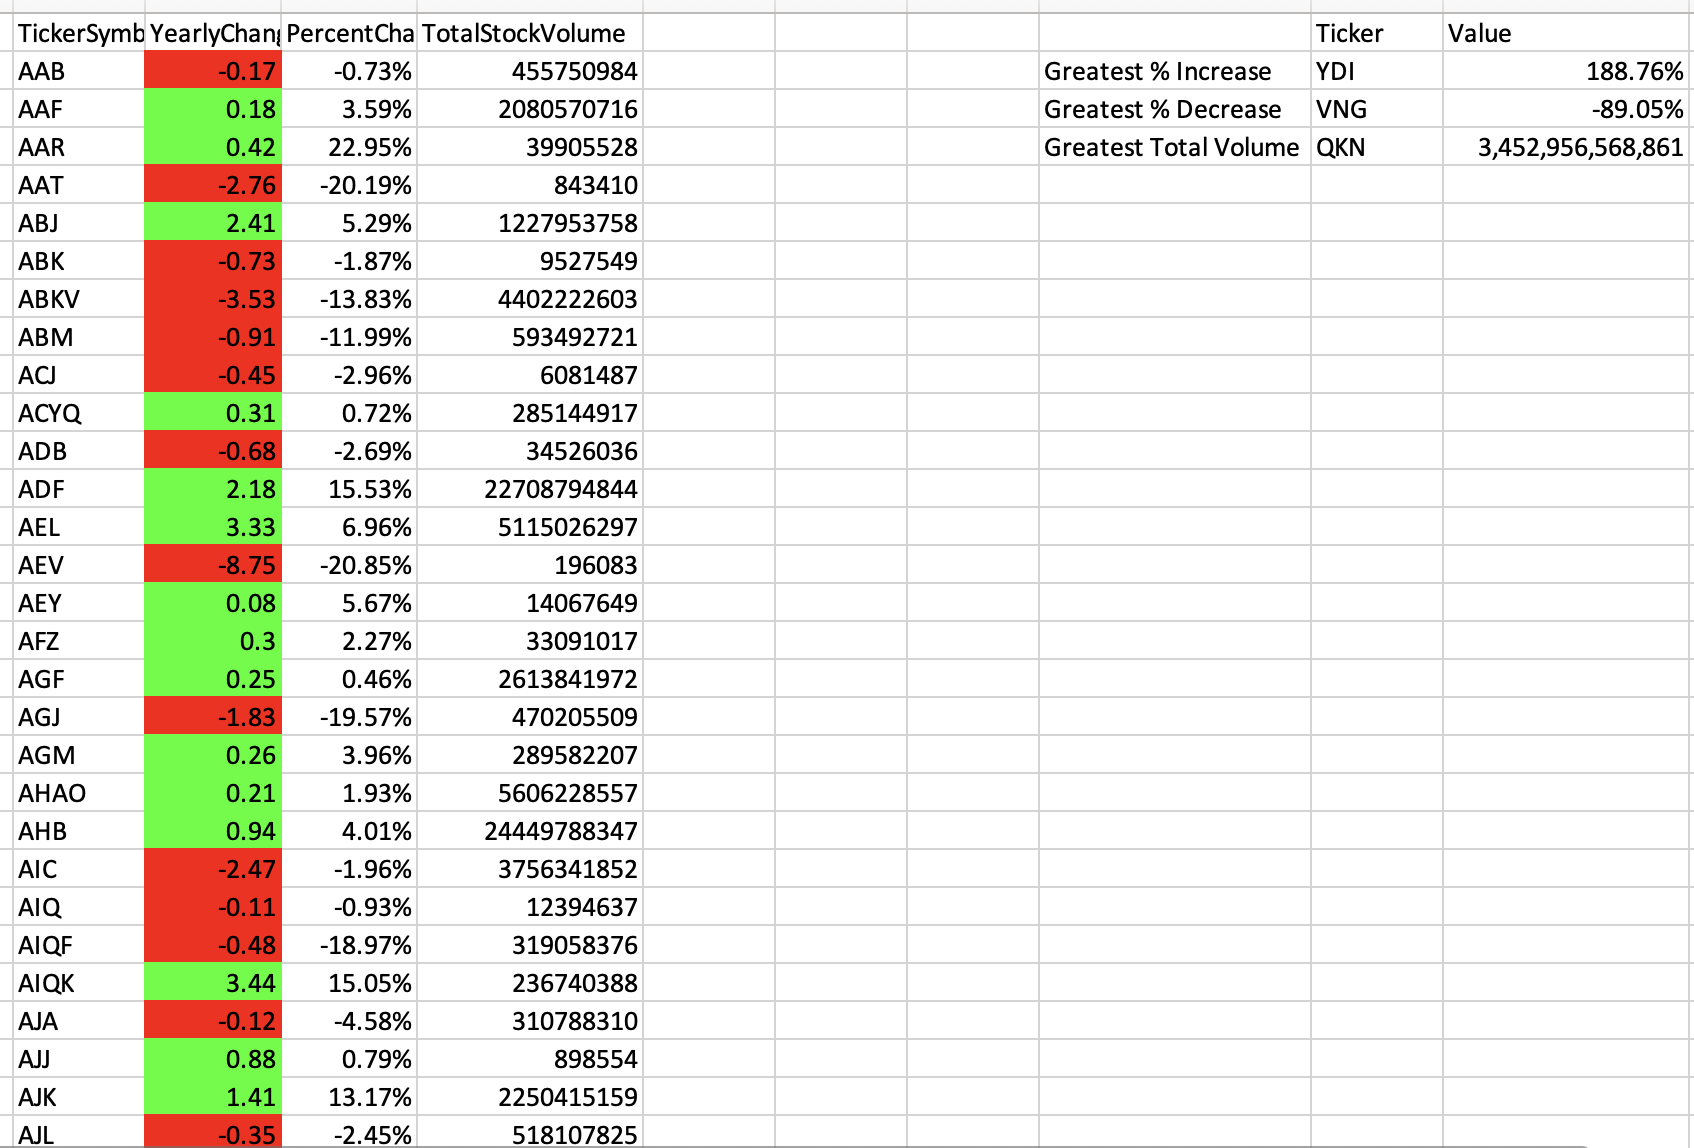 TickerSymb YearlyChang PercentCha TotalStockVolume Ticker Value
AAB -0.17 -0.73% 455750984 Greatest % Increase YDI 188.76%
AAF 0.18 3.59% 2080570716 Greatest % Decrease VNG -89.05%
AAR 0.42 22.95% 39905528 Greatest Total Volume QKN 3,452,956,568,861
AAT -2.76 -20.19% 843410
ABJ 2.41 5.29% 1227953758
ABK -0.73 -1.87% 9527549
ABKV -3.53 -13.83% 4402222603
ABM -0.91 -11.99% 593492721
ACJ -0.45 -2.96% 6081487
ACYQ 0.31 0.72% 285144917
ADB -0.68 -2.69% 34526036
ADF 2.18 15.53% 22708794844
AEL 3.33 6.96% 5115026297
AEV -8.75 -20.85% 196083
AEY 0.08 5.67% 14067649
AFZ 0.3 2.27% 33091017
AGF 0.25 0.46% 2613841972
AGJ -1.83 -19.57% 470205509
AGM 0.26 3.96% 289582207
AHAO 0.21 1.93% 5606228557
AHB 0.94 4.01% 24449788347
AIC -2.47 -1.96% 3756341852
AIQ -0.11 -0.93% 12394637
AIQF -0.48 -18.97% 319058376
AIQK 3.44 15.05% 236740388
AJA -0.12 -4.58% 310788310
AJJ 0.88 0.79% 898554
AJK 1.41 13.17% 2250415159
AJL -0.35 -2.45% 518107825